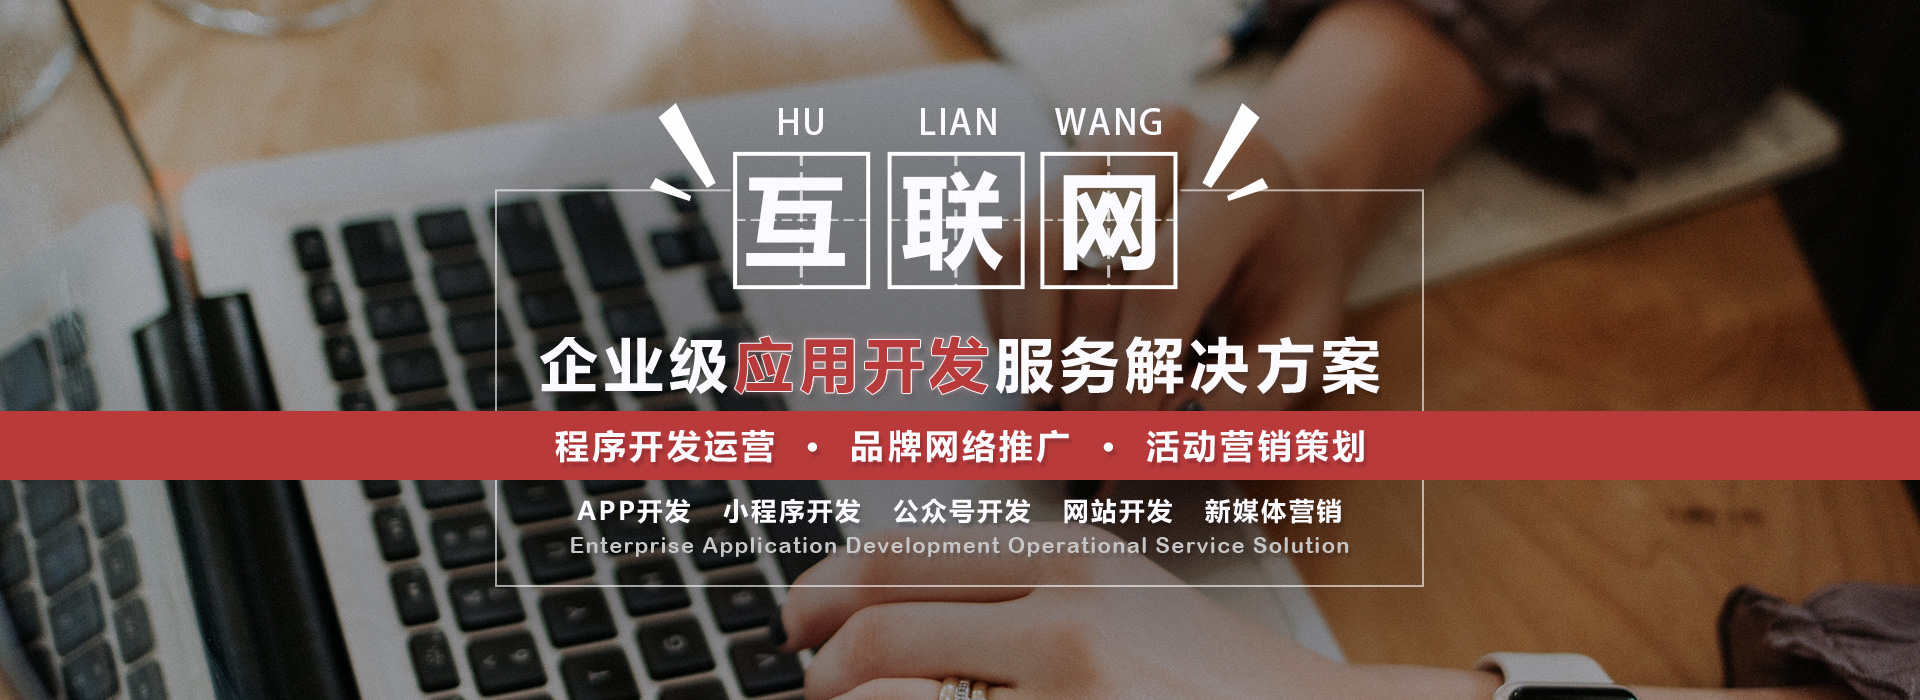 HU LIAN WANG
互联网
企业级应用开发服务解决方案
程序开发运营 • 品牌网络推广 • 活动营销策划
APP开发 小程序开发 公众号开发 网站开发 新媒体营销
Enterprise Application Development Operational Service Solution